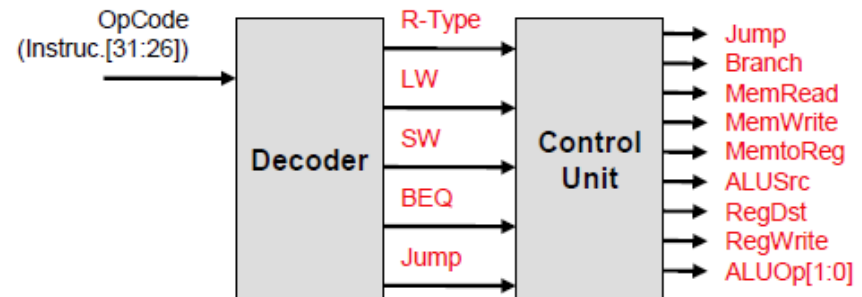 OpCode
(Instruc.[31:26])
Decoder
R-Type
LW
SW
BEQ
Jump
Control
Unit
Jump
Branch
MemRead
MemWrite
MemtoReg
ALUSrc
RegDst
RegWrite
ALUOp[1:0]